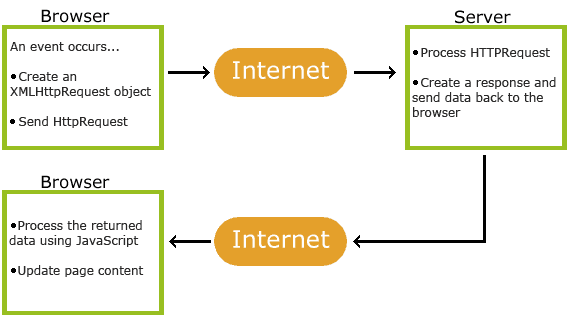 Browser
An event occurs...
•Create an
XMLHttpRequest object
• Send HttpRequest
Internet
Server
•Process HTTPRequest
•Create a response and
send data back to the
browser
Browser
•Process the returned
data using JavaScript
•Update page content
Internet